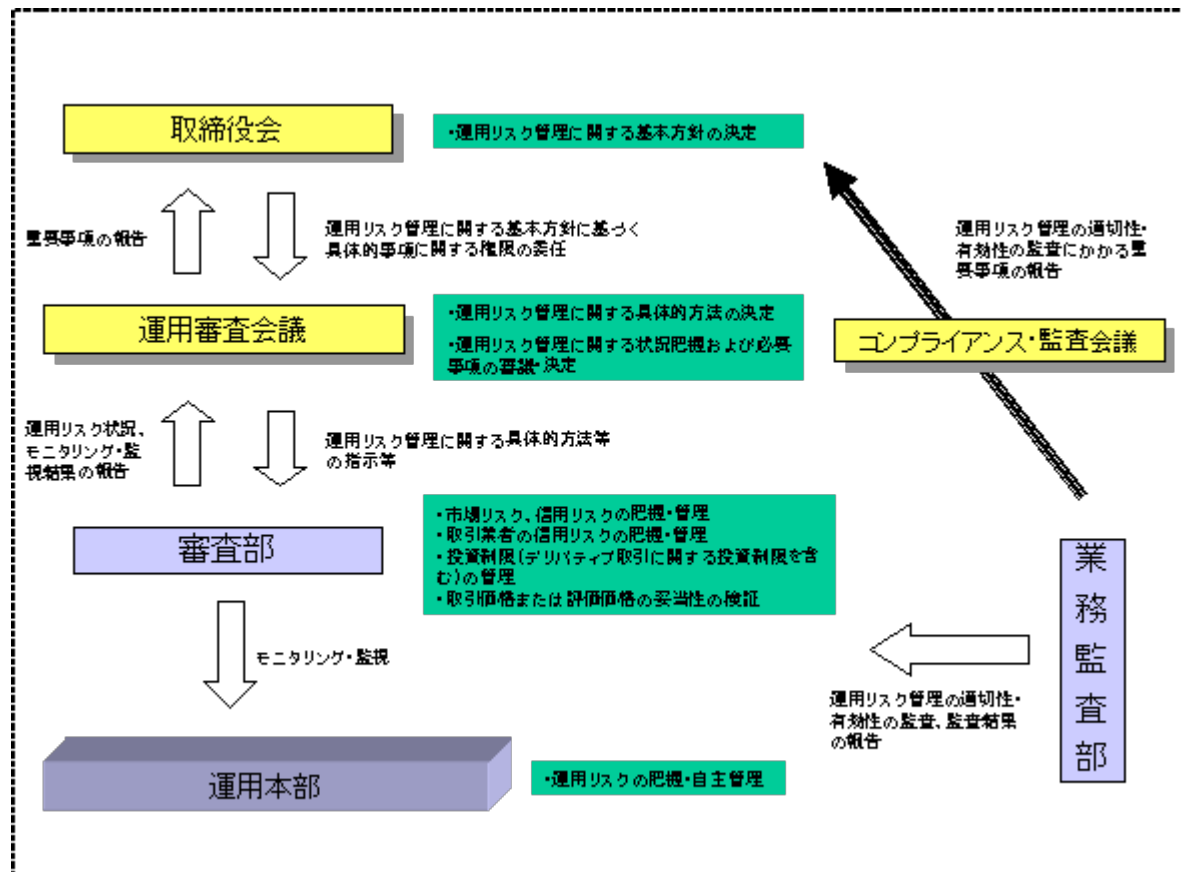 取締役会
・運用リスク管理に関する基本方針の決定
重要事項の報告
運用リスク管理に関する基本方針に基づく
具体的事項に関する権限の委任
運用リスク管理の適切性・
有効性の監査にかかる重
要事項の報告
運用審査会議
・運用リスク管理に関する具体的方法の決定
・運用リスク管理に関する状況把握および必要
事項の審議・決定
コンプライアンス・監査会議
運用リスク状況、
モニタリング・監
視結果の報告
運用リスク管理に関する具体的方法等
の指示等
審査部
・市場リスク、信用リスクの把握・管理
・取引業者の信用リスクの把握・管理
・投資制限(デリバティブ取引に関する投資制限を含
む)の管理
・取引価格または評価価格の妥当性の検証
業務監査部
モニタリング・監視
運用リスク管理の適切性・
有効性の監査、監査結果
の報告
運用本部
・運用リスクの把握・自主管理